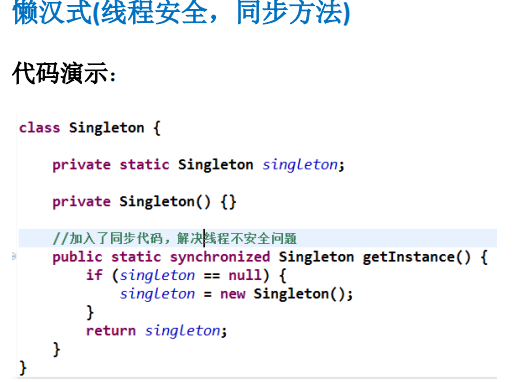 懒汉式(线程安全，同步方法)
代码演示：
class Singleton {
private static Singleton singleton;
private Singleton() {}
//加入了同步代码，解决线程不安全问题
public static synchronized Singleton getInstance() {
if (singleton == null) {
singleton = new Singleton();
}
return singleton;
}
}